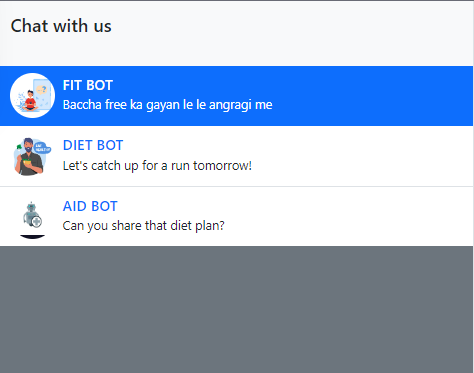 Chat with us
FIT BOT
Baccha free ka gayan le le angragi me
DIET BOT
Let's catch up for a run tomorrow!
AID BOT
Can you share that diet plan?